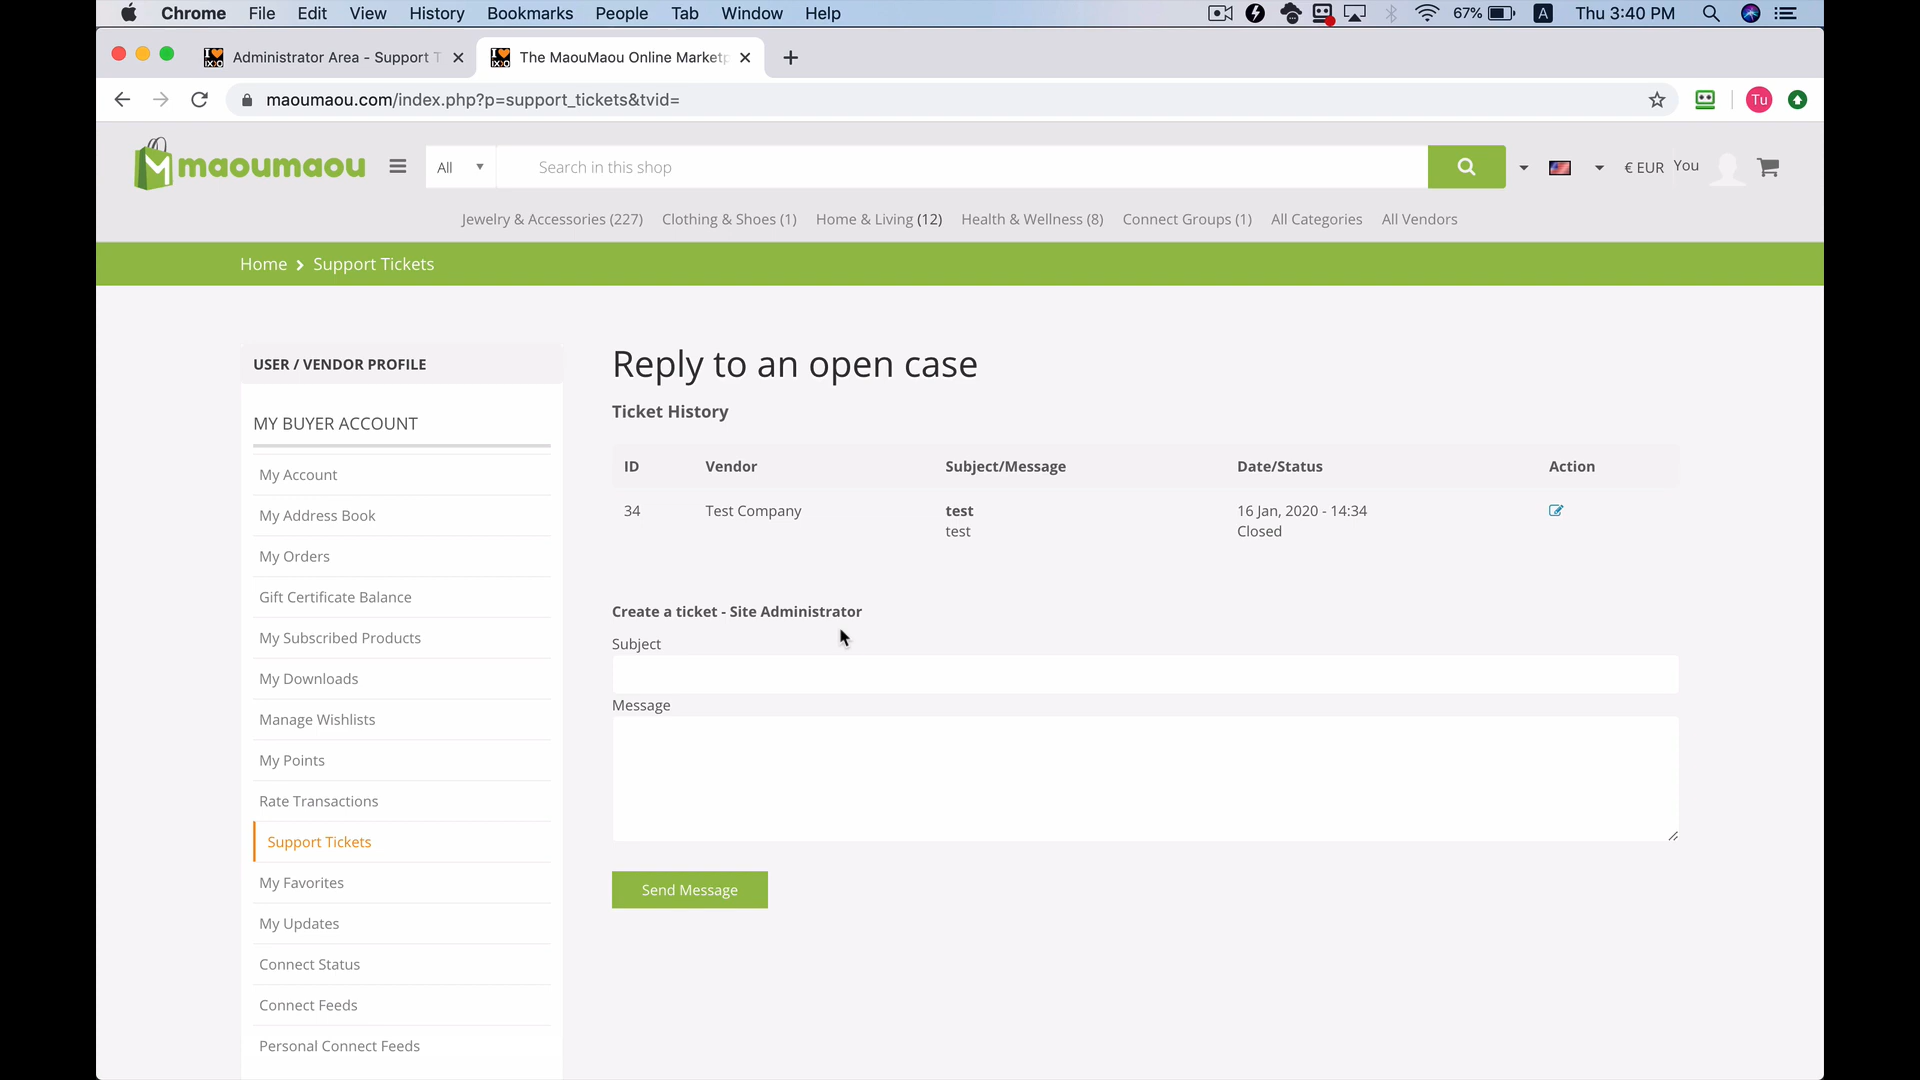 Chrome File Edit View History Bookmarks People Tab Window Help 67% A Thu 3:40 PM
Administrator Area - Support T
The MaouMaou Online Marketp
maoumaou.com/index.php?p=support_tickets&tvid=
Tu
maoumaou
All
Search in this shop
€ EUR You
Jewelry & Accessories (227) Clothing & Shoes (1) Home & Living (12) Health & Wellness (8) Connect Groups (1) All Categories All Vendors
Home > Support Tickets
USER / VENDOR PROFILE
MY BUYER ACCOUNT
My Account
My Address Book
My Orders
Gift Certificate Balance
My Subscribed Products
My Downloads
Manage Wishlists
My Points
Rate Transactions
Support Tickets
My Favorites
My Updates
Connect Status
Connect Feeds
Personal Connect Feeds
Reply to an open case
Ticket History
ID Vendor Subject/Message Date/Status Action
34 Test Company test 16 Jan, 2020 - 14:34
test Closed
Create a ticket - Site Administrator
Subject
Message
Send Message